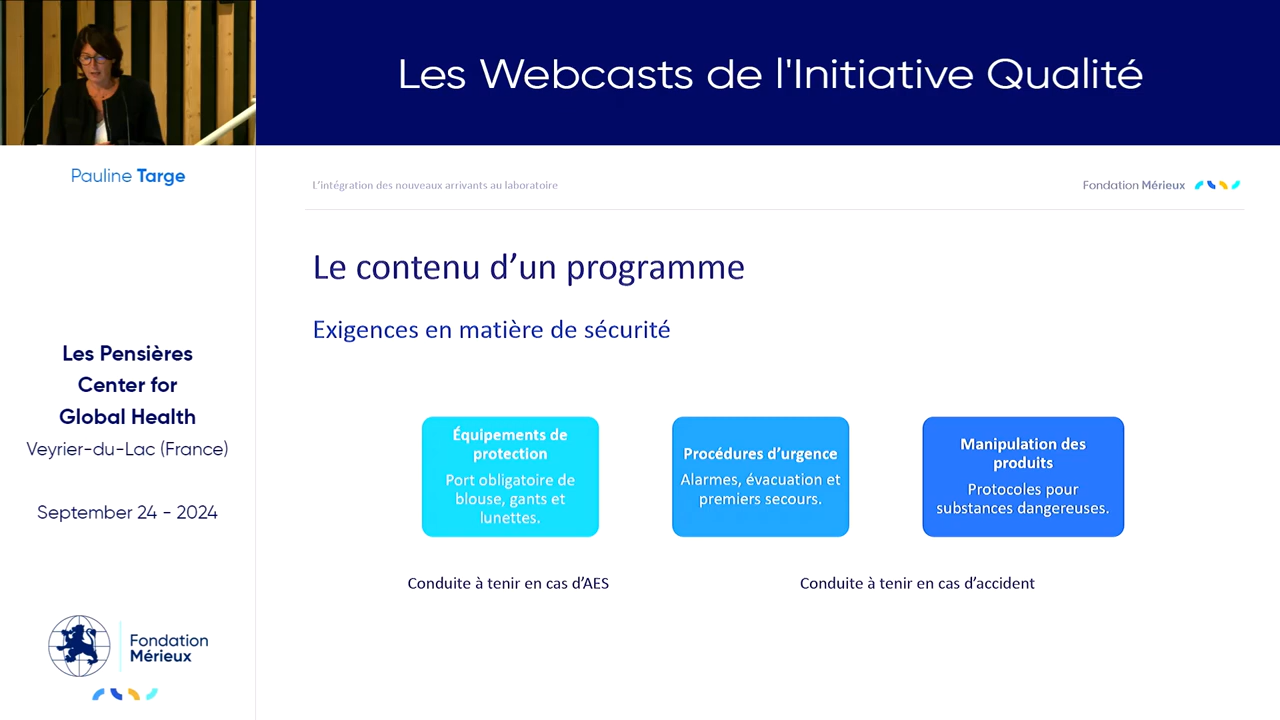 Les Webcasts de l'Initiative Qualité
Pauline Targe
L'intégration des nouveaux arrivants au laboratoire
Fondation Mérieux
Le contenu d'un programme
Exigences en matière de sécurité
Les Pensières
Center for
Global Health
Veyrier-du-Lac (France)
September 24 - 2024
Équipements de
protection
Port obligatoire de
blouse, gants et
lunettes.
Procédures d'urgence
Alarmes, évacuation et
premiers secours.
Manipulation des
produits
Protocoles pour
substances dangereuses.
Conduite à tenir en cas d'AES
Conduite à tenir en cas d'accident
Fondation
Mérieux